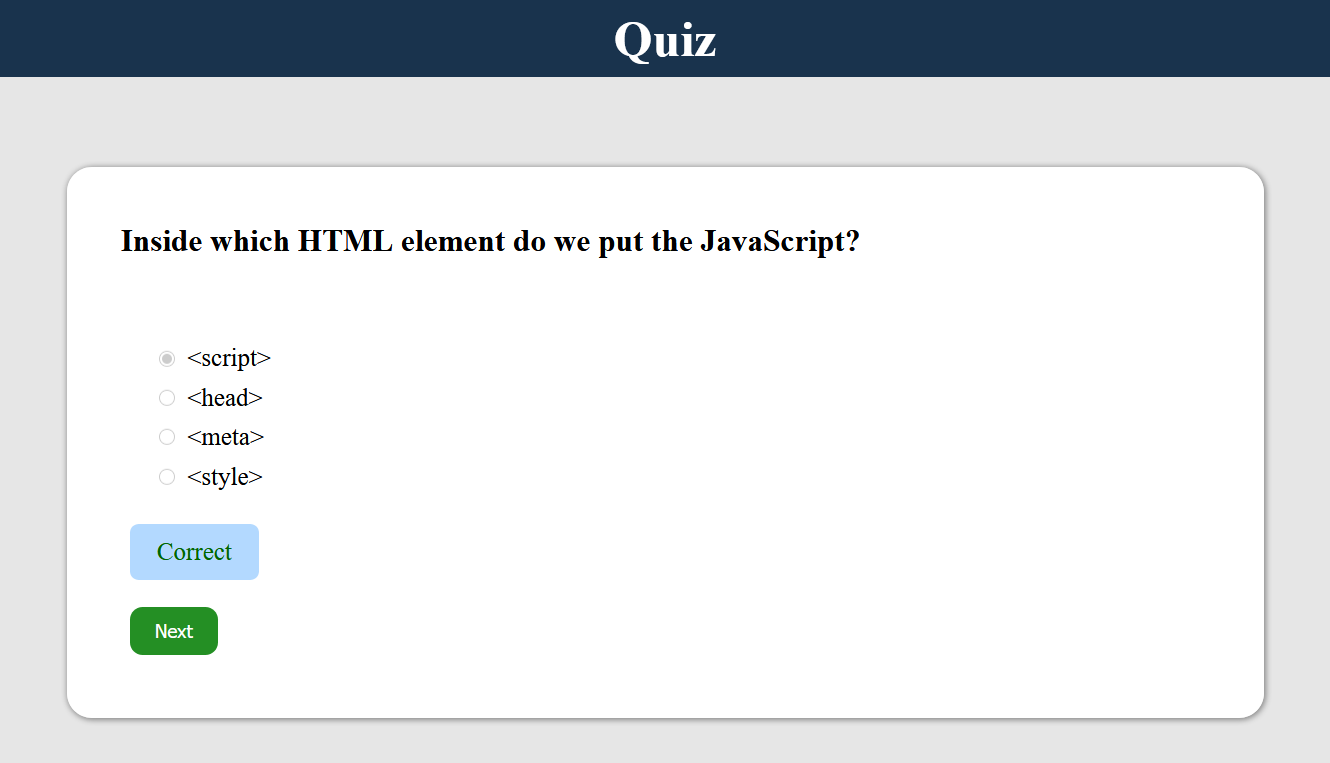 Quiz
Inside which HTML element do we put the JavaScript?
<script>
<head>
<meta>
<style>
Correct
Next